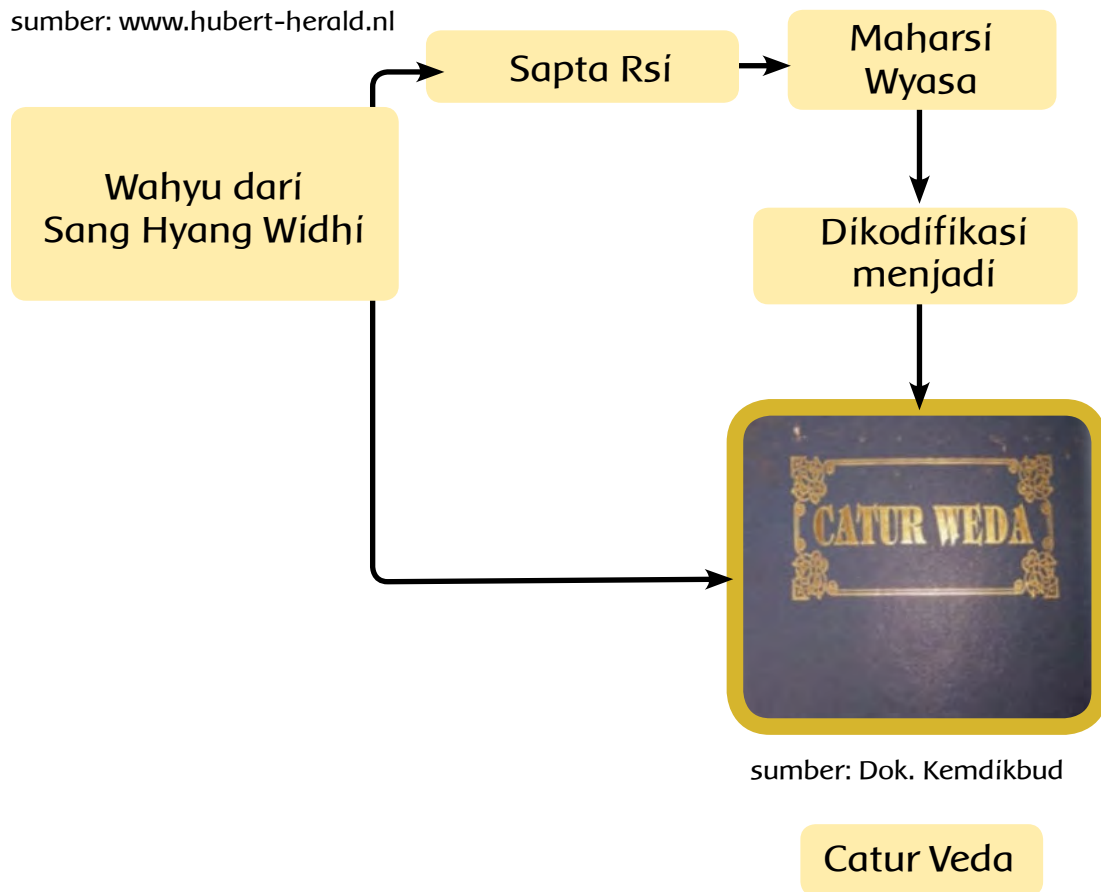 sumber: www.hubert-herald.nl
Wahyu dari
Sang Hyang Widhi
Sapta Rsi
Maharsi
Wyasa
Dikodifikasi
menjadi
CATUR WEDA
sumber: Dok. Kemdikbud
Catur Veda